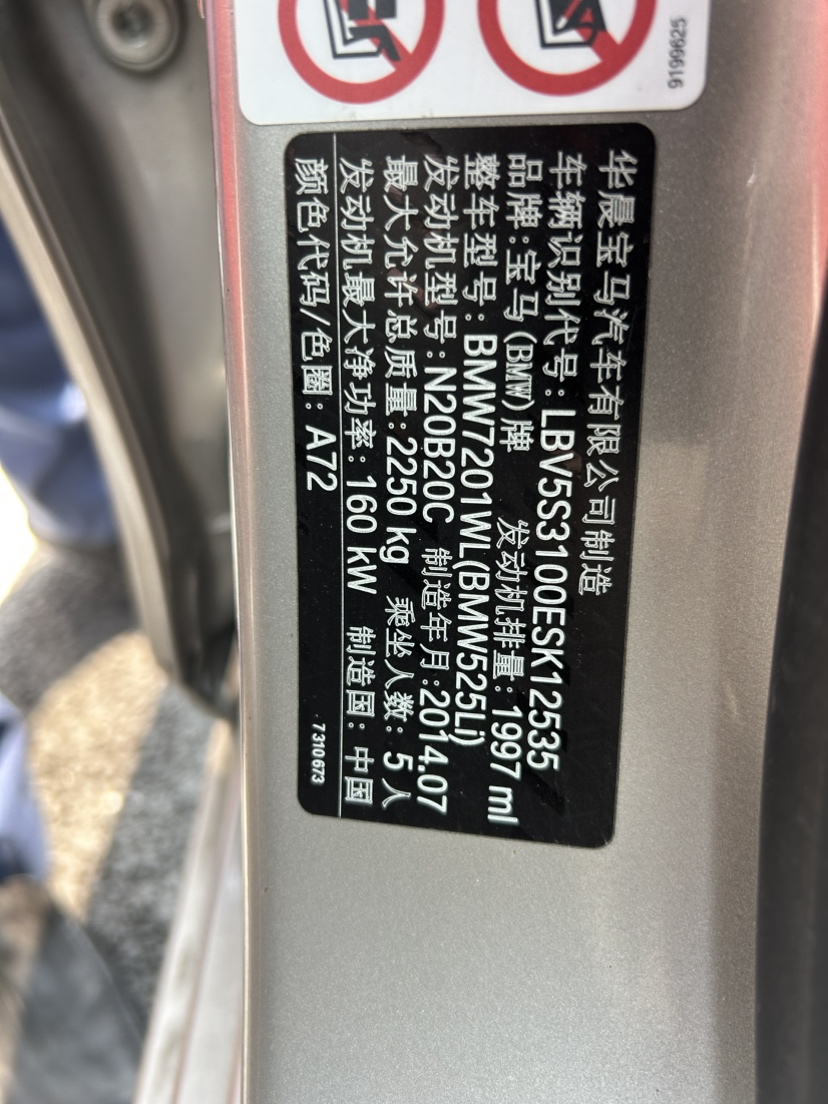 华晨宝马汽车有限公司制造
车辆识别代号：LBV5S3100ESK12535
品牌：宝马（BMW）牌 发动机排量：1997 ml
整车型号：BMW7201WL(BMW525Li)
发动机型号：N20B20C 制造年月：2014.07
最大允许总质量：2250 kg 乘坐人数：5人
发动机最大净功率：160 kW 制造国：中国
颜色代码/色圈：A72
7310673
9199625